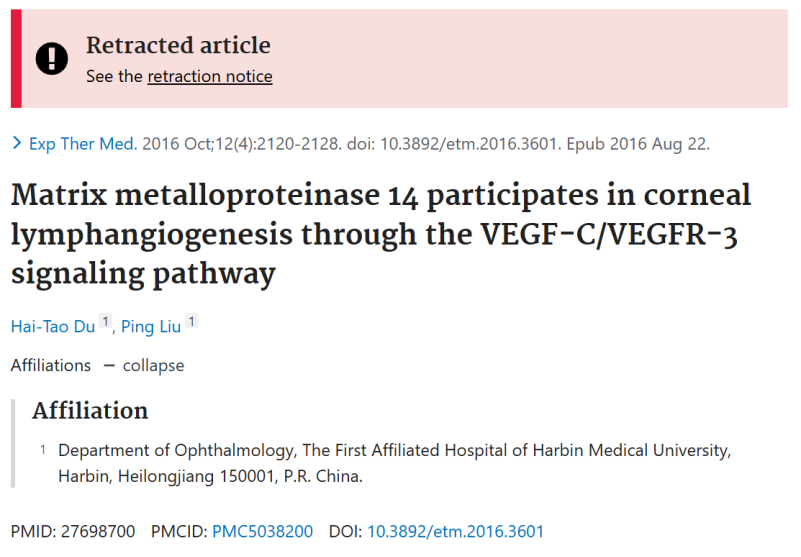 Retracted article
See the retraction notice
Exp Ther Med. 2016 Oct;12(4):2120-2128. doi: 10.3892/etm.2016.3601. Epub 2016 Aug 22.
Matrix metalloproteinase 14 participates in corneal
lymphangiogenesis through the VEGF-C/VEGFR-3
signaling pathway
Hai-Tao Du 1, Ping Liu 1
Affiliations — collapse
Affiliation
1 Department of Ophthalmology, The First Affiliated Hospital of Harbin Medical University,
Harbin, Heilongjiang 150001, P.R. China.
PMID: 27698700 PMCID: PMC5038200 DOI: 10.3892/etm.2016.3601